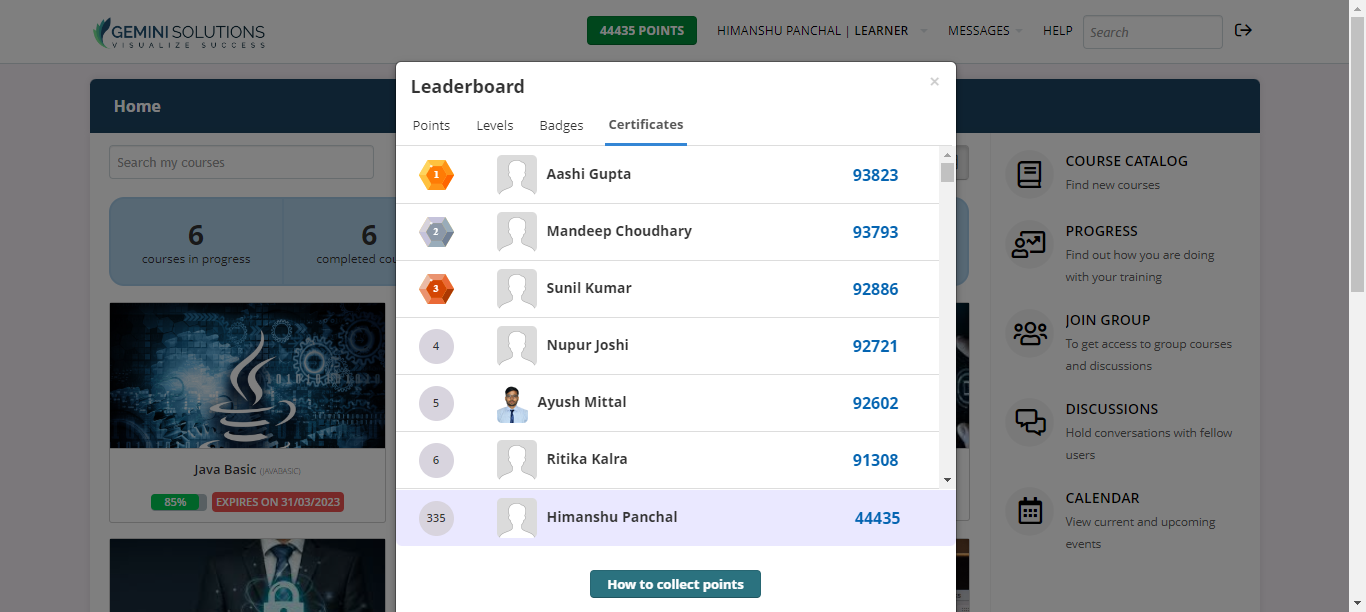 GEMINI SOLUTIONS
VISUALIZE SUCCESS
44435 POINTS
HIMANSHU PANCHAL | LEARNER
MESSAGES
HELP
Search
Home
Search my courses
6
courses in progress
6
completed cou
Java Basic (JAVABASIC)
85%
EXPIRES ON 31/03/2023
Leaderboard
×
Points Levels Badges Certificates
1 Aashi Gupta 93823
2 Mandeep Choudhary 93793
3 Sunil Kumar 92886
4 Nupur Joshi 92721
5 Ayush Mittal 92602
6 Ritika Kalra 91308
335 Himanshu Panchal 44435
How to collect points
COURSE CATALOG
Find new courses
PROGRESS
Find out how you are doing
with your training
JOIN GROUP
To get access to group courses
and discussions
DISCUSSIONS
Hold conversations with fellow
users
CALENDAR
View current and upcoming
events